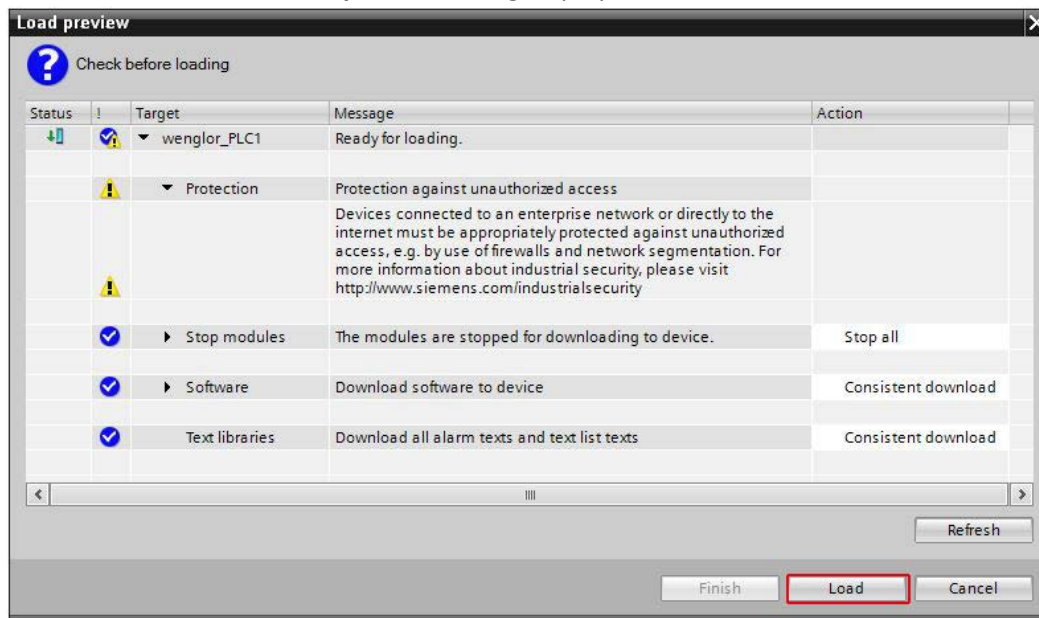 Load preview
Check before loading
Status ! Target Message Action
wenglor_PLC1 Ready for loading.
Protection Protection against unauthorized access
Devices connected to an enterprise network or directly to the
internet must be appropriately protected against unauthorized
access, e.g. by use of firewalls and network segmentation. For
more information about industrial security, please visit
http://www.siemens.com/industrialsecurity
Stop modules The modules are stopped for downloading to device. Stop all
Software Download software to device Consistent download
Text libraries Download all alarm texts and text list texts Consistent download
Refresh
Finish Load Cancel